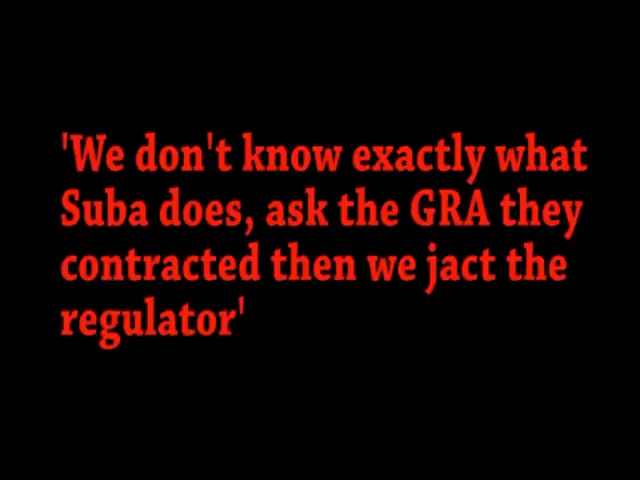 'We don't know exactly what
Suba does, ask the GRA they
contracted then we jact the
regulator'